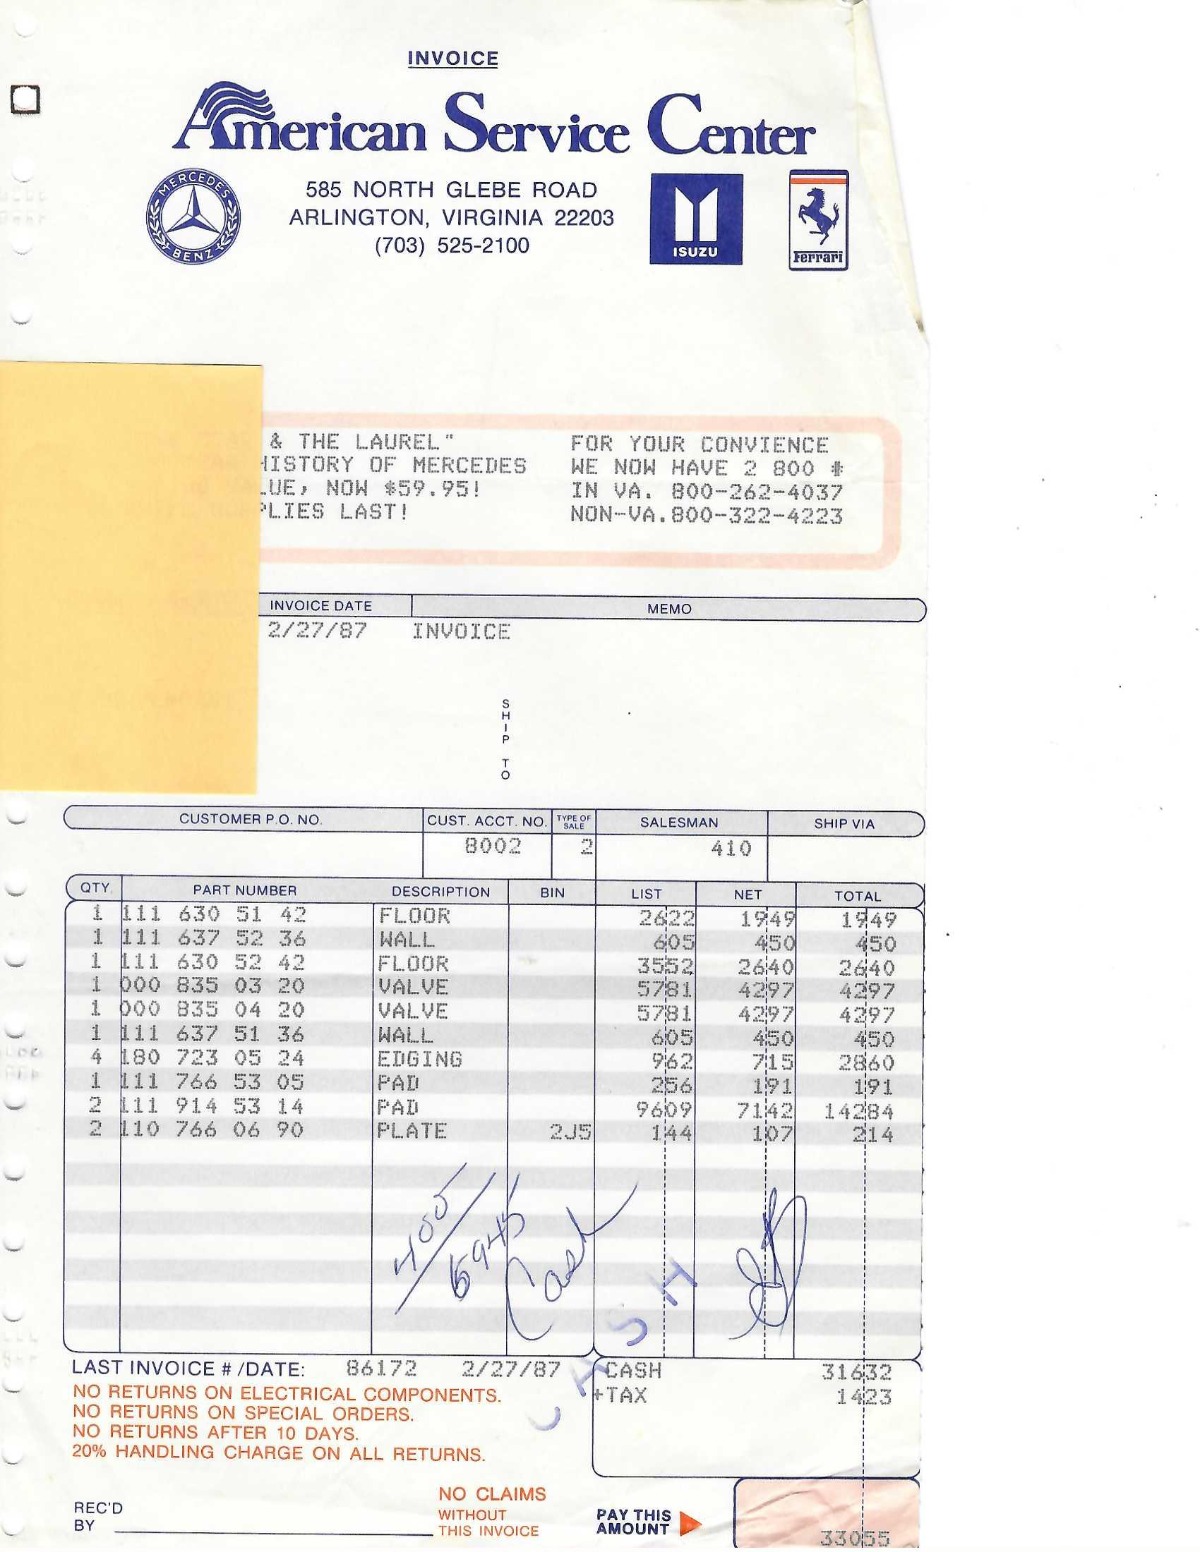 INVOICE
American Service Center
MERCEDES BENZ
585 NORTH GLEBE ROAD
ARLINGTON, VIRGINIA 22203
(703) 525-2100
ISUZU
Ferrari
& THE LAUREL" FOR YOUR CONVIENCE
HISTORY OF MERCEDES WE NOW HAVE 2 800 #
LUE, NOW $59.95! IN VA. 800-262-4037
PLIES LAST! NON-VA.800-322-4223
INVOICE DATE MEMO
2/27/87 INVOICE
SHIP TO
CUSTOMER P.O. NO. CUST. ACCT. NO. TYPE OF SALE SALESMAN SHIP VIA
8002 2 410
QTY. PART NUMBER DESCRIPTION BIN LIST NET TOTAL
1 111 630 51 42 FLOOR 2622 1949 1949
1 111 637 52 36 WALL 605 450 450
1 111 630 52 42 FLOOR 3552 2640 2640
1 000 835 03 20 VALVE 5781 4297 4297
1 000 835 04 20 VALVE 5781 4297 4297
1 111 637 51 36 WALL 605 450 450
4 180 723 05 24 EDGING 962 715 2860
1 111 766 53 05 PAD 256 191 191
2 111 914 53 14 PAD 9609 7142 14284
2 110 766 06 90 PLATE 2J5 144 107 214
400
6945
Cash
CASH
LAST INVOICE # /DATE: 86172 2/27/87 CASH 31632
NO RETURNS ON ELECTRICAL COMPONENTS. +TAX 1423
NO RETURNS ON SPECIAL ORDERS.
NO RETURNS AFTER 10 DAYS.
20% HANDLING CHARGE ON ALL RETURNS.
REC'D BY
NO CLAIMS
WITHOUT
THIS INVOICE
PAY THIS
AMOUNT
33055